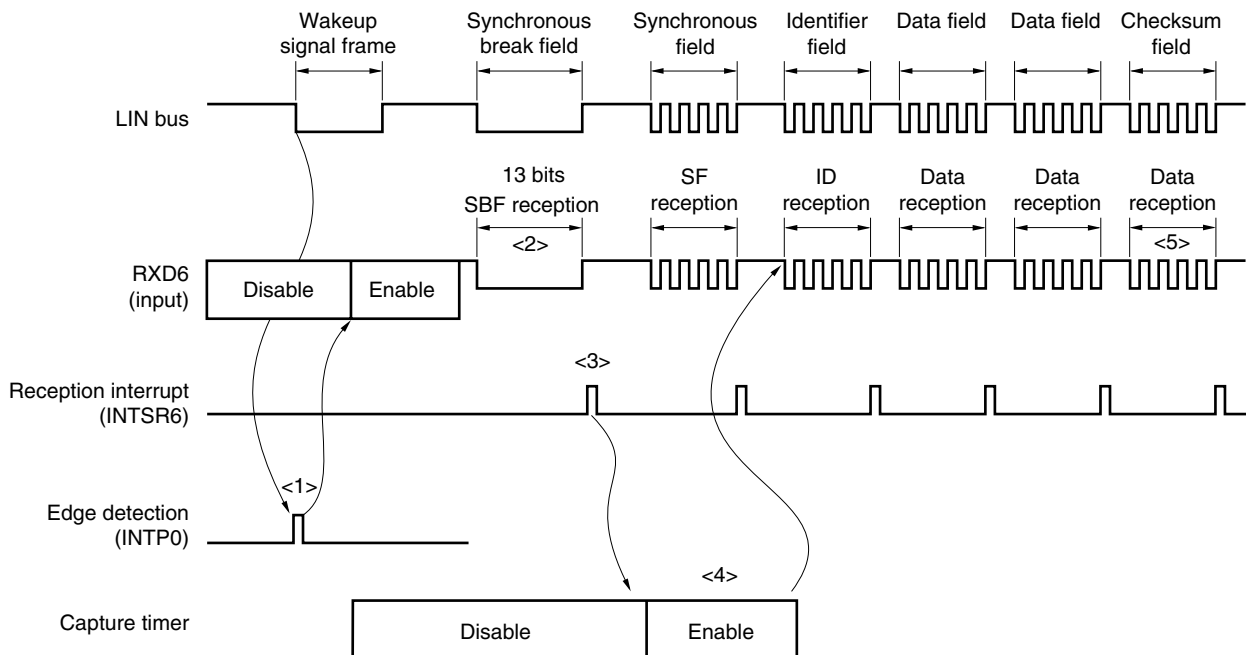 Wakeup
signal frame
Synchronous
break field
Synchronous
field
Identifier
field
Data field
Data field
Checksum
field
LIN bus
13 bits
SBF reception
<2>
SF
reception
ID
reception
Data
reception
Data
reception
Data
reception
<5>
RXD6
(input)
Disable
Enable
<3>
Reception interrupt
(INTSR6)
<1>
Edge detection
(INTP0)
<4>
Capture timer
Disable
Enable